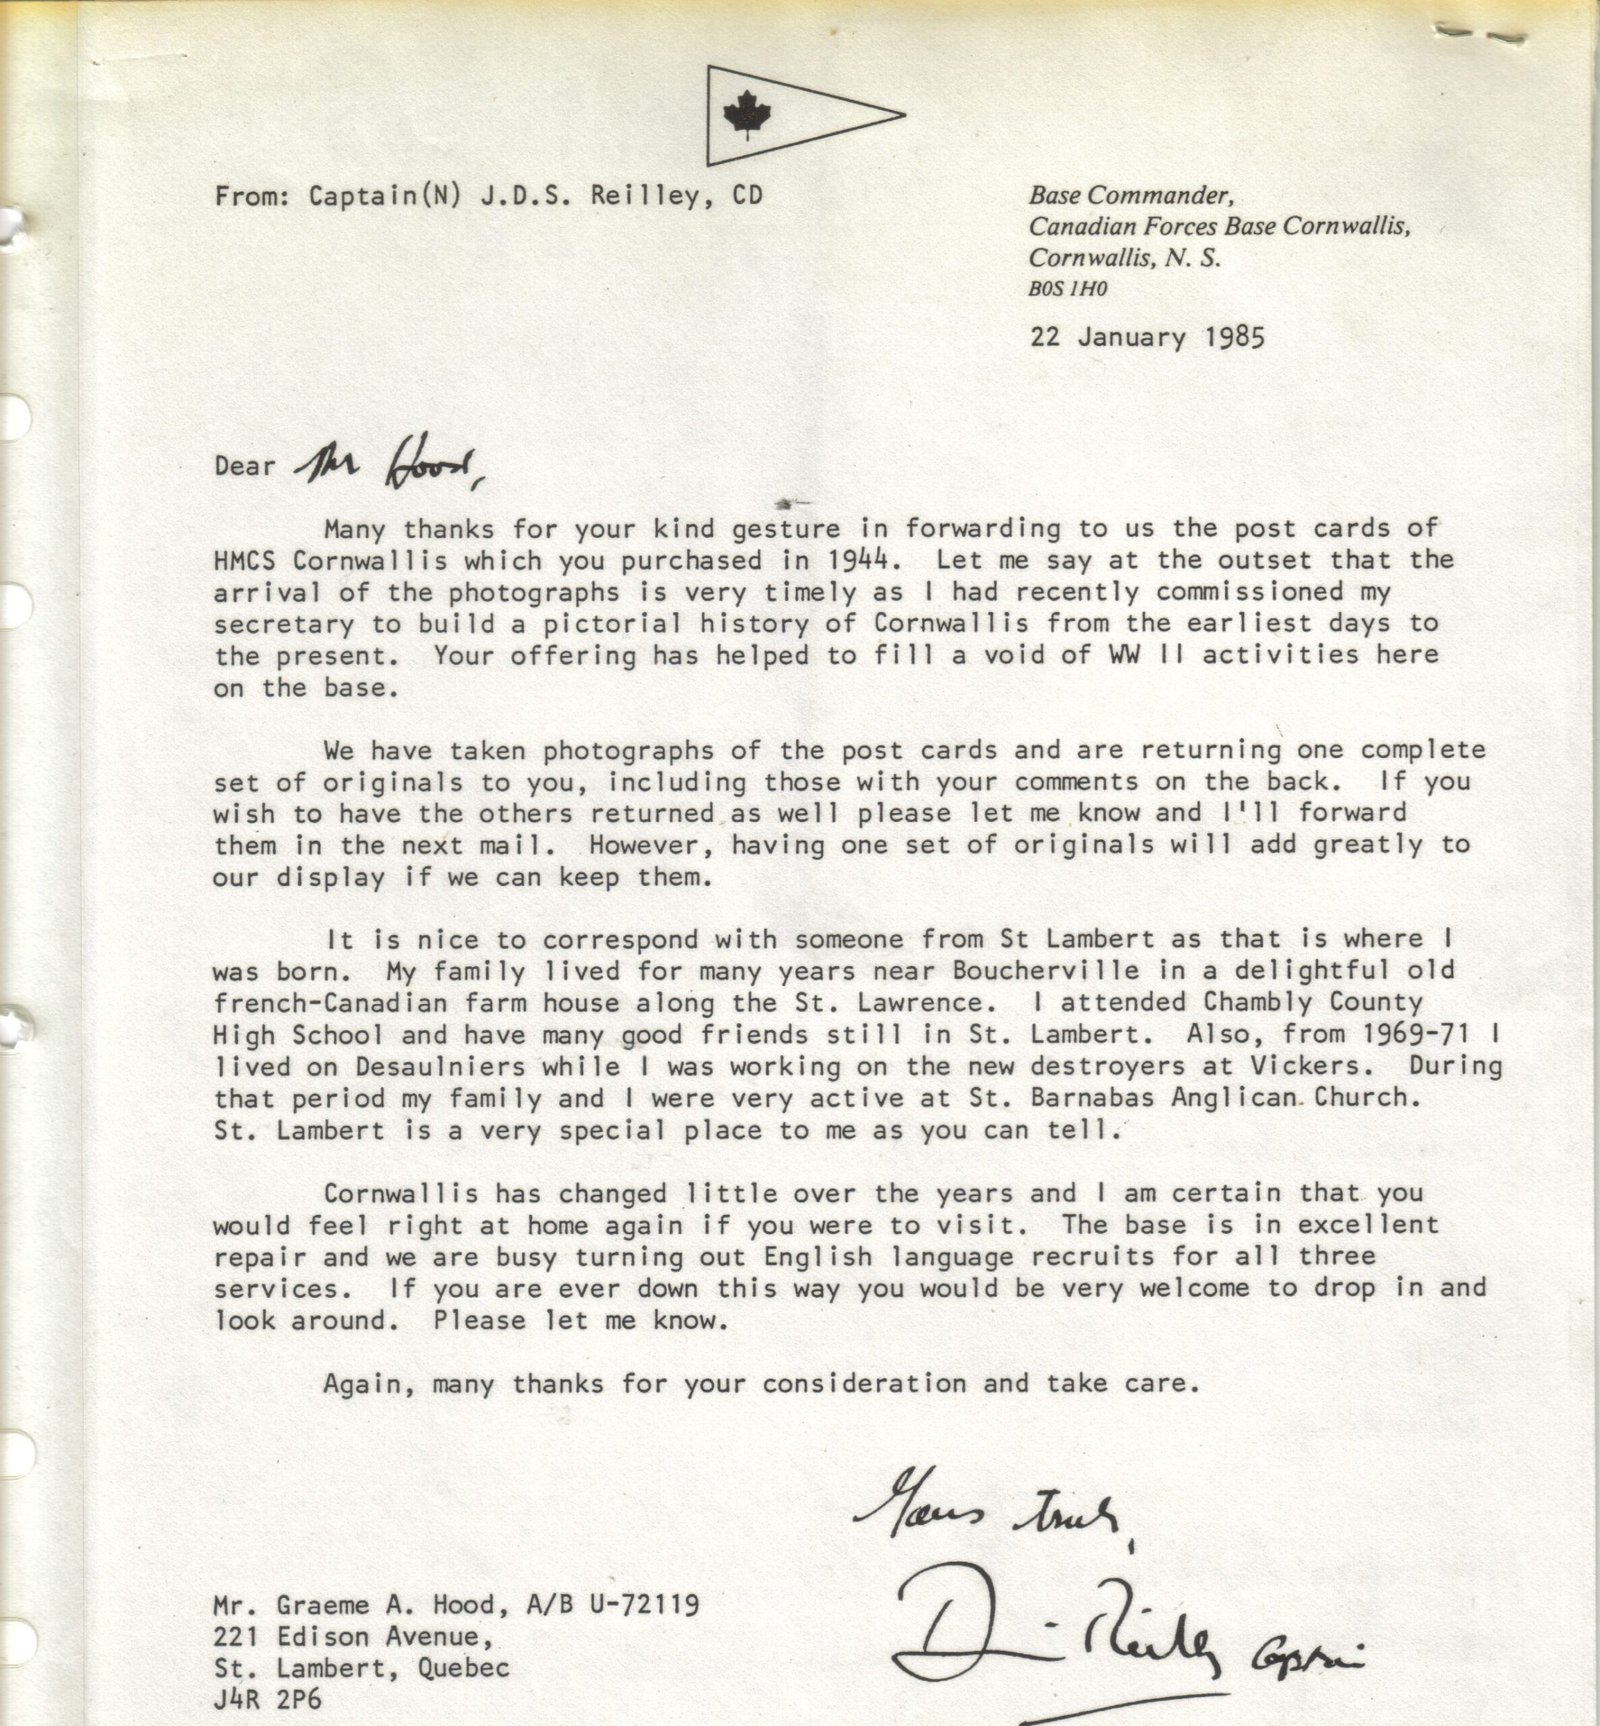 From: Captain(N) J.D.S. Reilley, CD
Base Commander,
Canadian Forces Base Cornwallis,
Cornwallis, N. S.
B0S 1H0
22 January 1985
Dear Mr Hood,
Many thanks for your kind gesture in forwarding to us the post cards of
HMCS Cornwallis which you purchased in 1944. Let me say at the outset that the
arrival of the photographs is very timely as I had recently commissioned my
secretary to build a pictorial history of Cornwallis from the earliest days to
the present. Your offering has helped to fill a void of WW II activities here
on the base.
We have taken photographs of the post cards and are returning one complete
set of originals to you, including those with your comments on the back. If you
wish to have the others returned as well please let me know and I'll forward
them in the next mail. However, having one set of originals will add greatly to
our display if we can keep them.
It is nice to correspond with someone from St Lambert as that is where I
was born. My family lived for many years near Boucherville in a delightful old
french-Canadian farm house along the St. Lawrence. I attended Chambly County
High School and have many good friends still in St. Lambert. Also, from 1969-71 I
lived on Desaulniers while I was working on the new destroyers at Vickers. During
that period my family and I were very active at St. Barnabas Anglican Church.
St. Lambert is a very special place to me as you can tell.
Cornwallis has changed little over the years and I am certain that you
would feel right at home again if you were to visit. The base is in excellent
repair and we are busy turning out English language recruits for all three
services. If you are ever down this way you would be very welcome to drop in and
look around. Please let me know.
Again, many thanks for your consideration and take care.
Yours truly,
Reilley Captain
Mr. Graeme A. Hood, A/B U-72119
221 Edison Avenue,
St. Lambert, Quebec
J4R 2P6